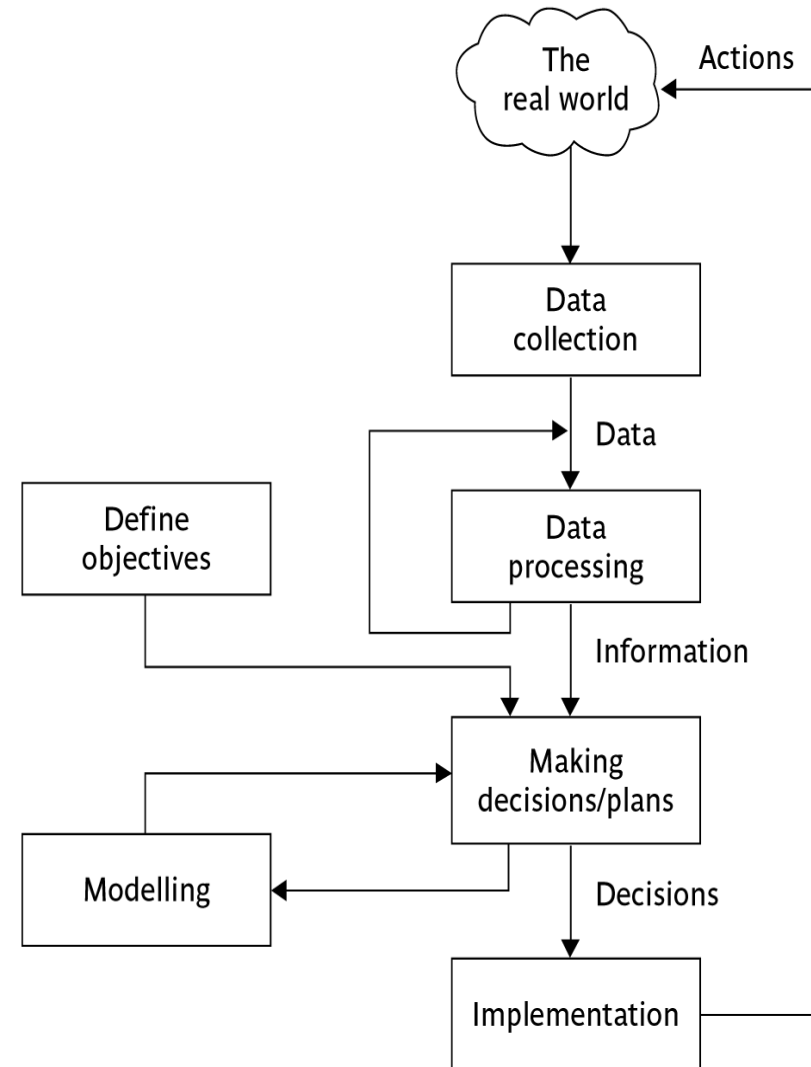 The
real world
Actions
Data
collection
Data
Define
objectives
Data
processing
Information
Making
decisions/plans
Modelling
Decisions
Implementation